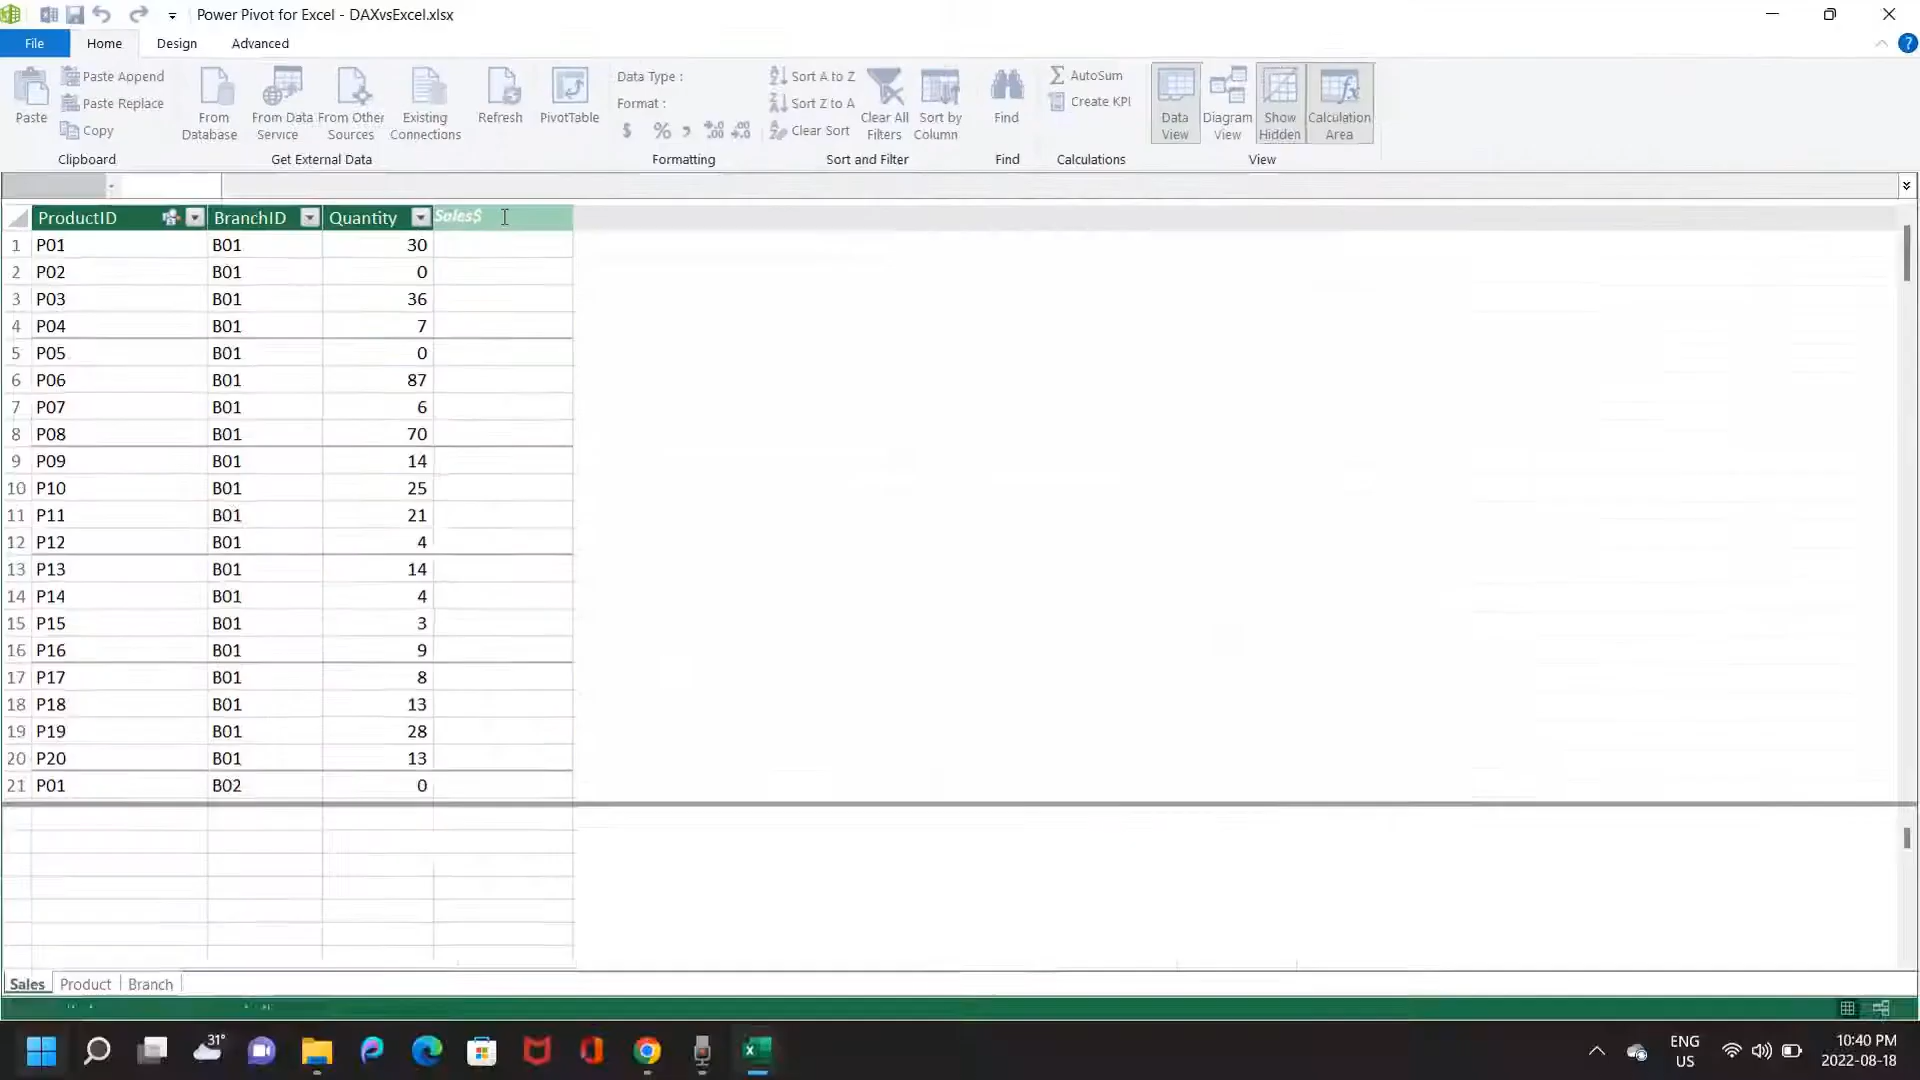 Power Pivot for Excel - DAXvsExcel.xlsx
File Home Design Advanced
Paste
Paste Append
Paste Replace
Copy
Clipboard
From Database
From Data Service
From Other Sources
Existing Connections
Get External Data
Refresh
PivotTable
Data Type :
Format :
$ % ,
Formatting
Sort A to Z
Sort Z to A
Clear Sort
Clear All Filters
Sort by Column
Sort and Filter
Find
Find
AutoSum
Create KPI
Calculations
Data View
Diagram View
Show Hidden
Calculation Area
View
ProductID BranchID Quantity Sales$
1 P01 B01 30
2 P02 B01 0
3 P03 B01 36
4 P04 B01 7
5 P05 B01 0
6 P06 B01 87
7 P07 B01 6
8 P08 B01 70
9 P09 B01 14
10 P10 B01 25
11 P11 B01 21
12 P12 B01 4
13 P13 B01 14
14 P14 B01 4
15 P15 B01 3
16 P16 B01 9
17 P17 B01 8
18 P18 B01 13
19 P19 B01 28
20 P20 B01 13
21 P01 B02 0
Sales Product Branch
31°
ENG
US
10:40 PM
2022-08-18